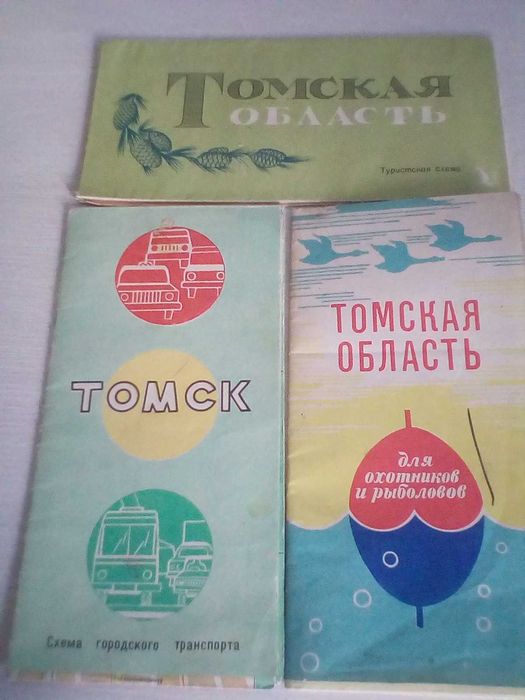 ТОМСКАЯ
ОБЛАСТЬ
Туристская схема
ТОМСК
Схема городского транспорта
ТОМСКАЯ
ОБЛАСТЬ
для
охотников
и рыболовов